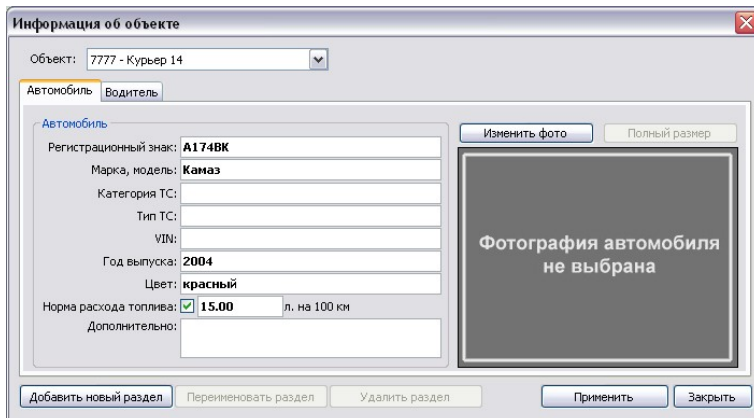 Информация об объекте
Объект: 7777 - Курьер 14
Автомобиль Водитель
Автомобиль
Регистрационный знак: А174ВК
Марка, модель: Камаз
Категория ТС:
Тип ТС:
VIN:
Год выпуска: 2004
Цвет: красный
Норма расхода топлива: 15.00 л. на 100 км
Дополнительно:
Изменить фото Полный размер
Фотография автомобиля
не выбрана
Добавить новый раздел Переименовать раздел Удалить раздел Применить Закрыть